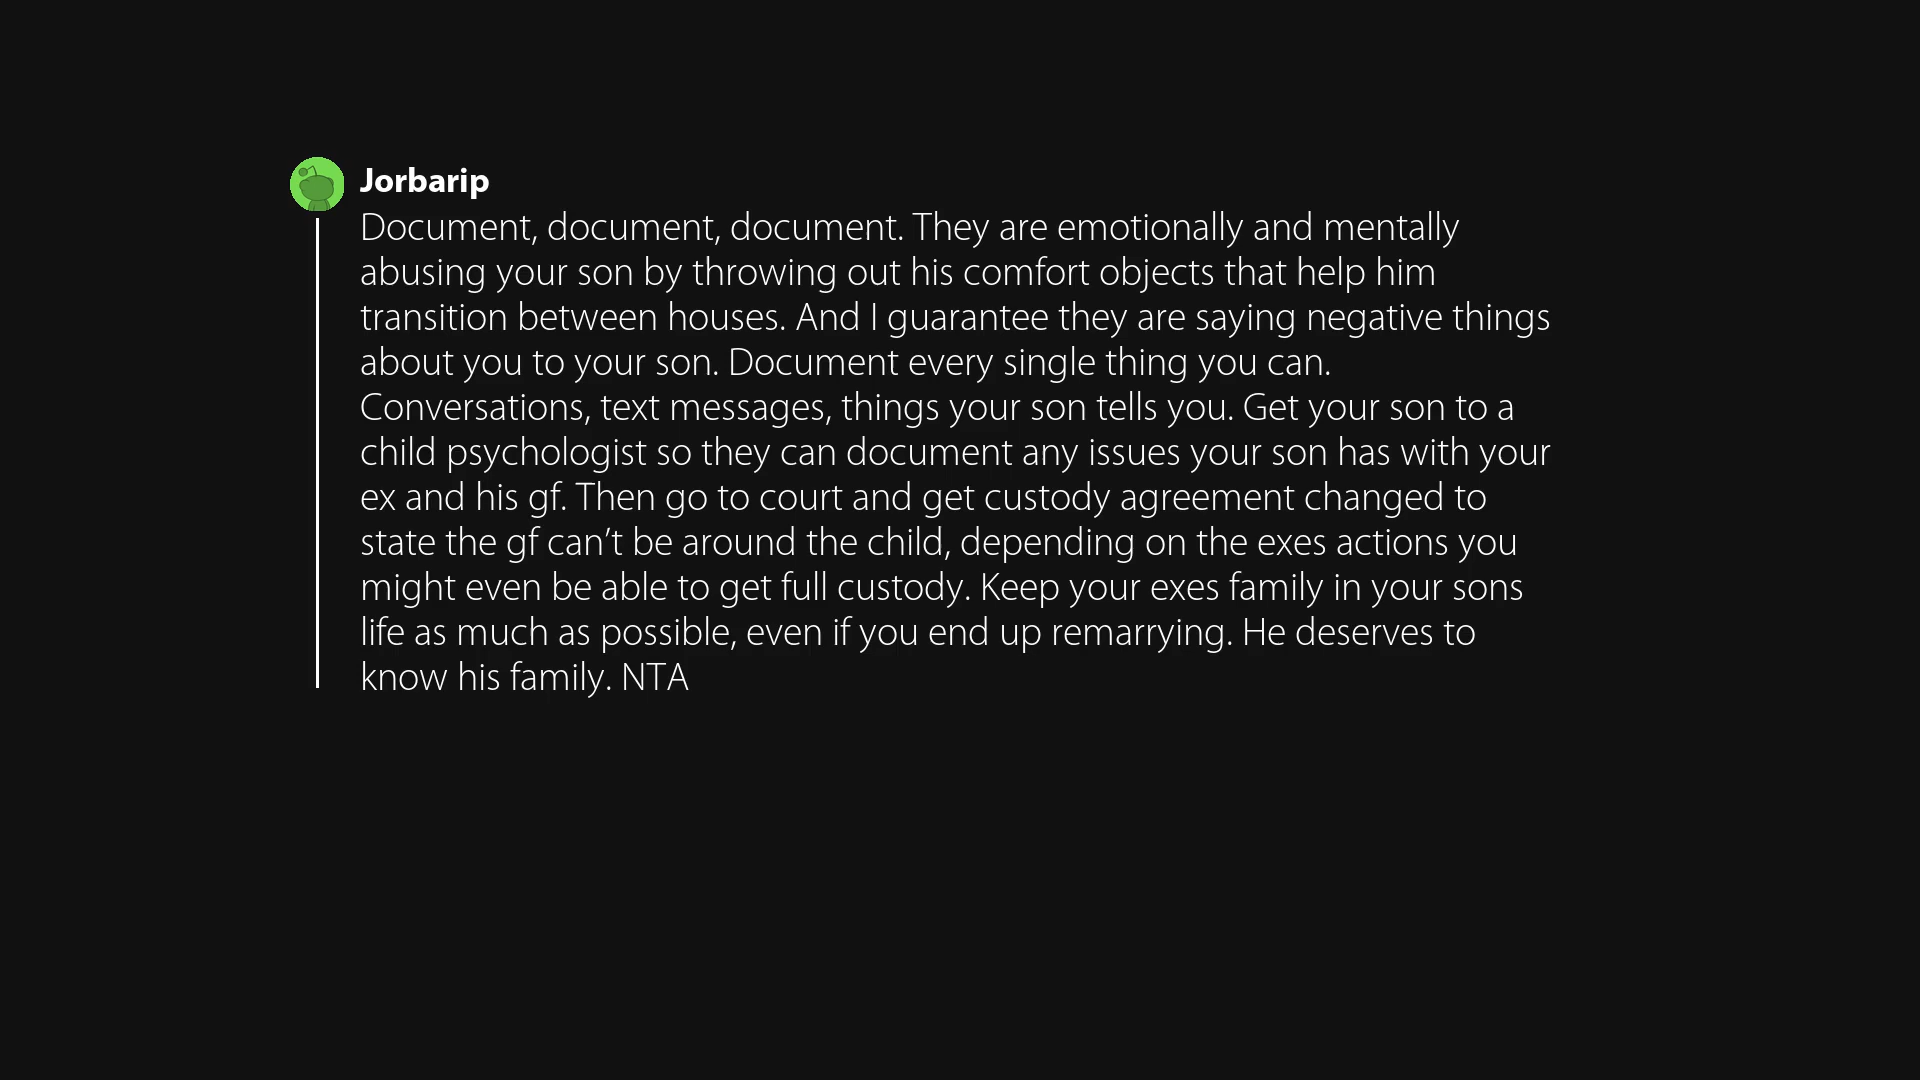 Jorbarip
Document, document, document. They are emotionally and mentally
abusing your son by throwing out his comfort objects that help him
transition between houses. And I guarantee they are saying negative things
about you to your son. Document every single thing you can.
Conversations, text messages, things your son tells you. Get your son to a
child psychologist so they can document any issues your son has with your
ex and his gf. Then go to court and get custody agreement changed to
state the gf can’t be around the child, depending on the exes actions you
might even be able to get full custody. Keep your exes family in your sons
life as much as possible, even if you end up remarrying. He deserves to
know his family. NTA